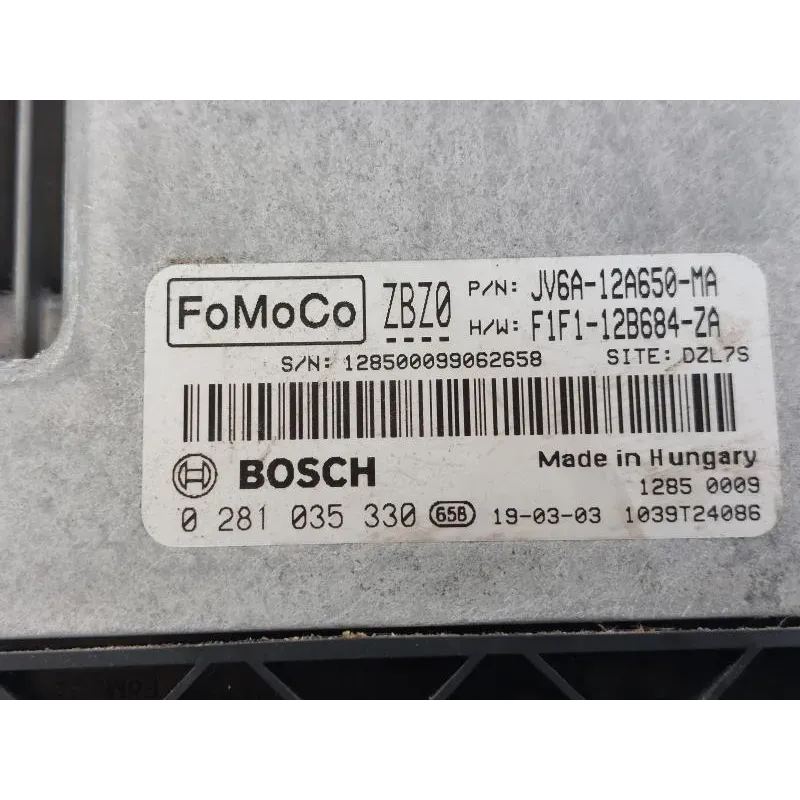 FoMoCo ZBZ0 P/N: JV6A-12A650-MA
H/W: F1F1-12B684-ZA
S/N: 128500099062658 SITE: DZL7S
BOSCH Made in Hungary
1285 0009
0 281 035 330 65B 19-03-03 1039T24086